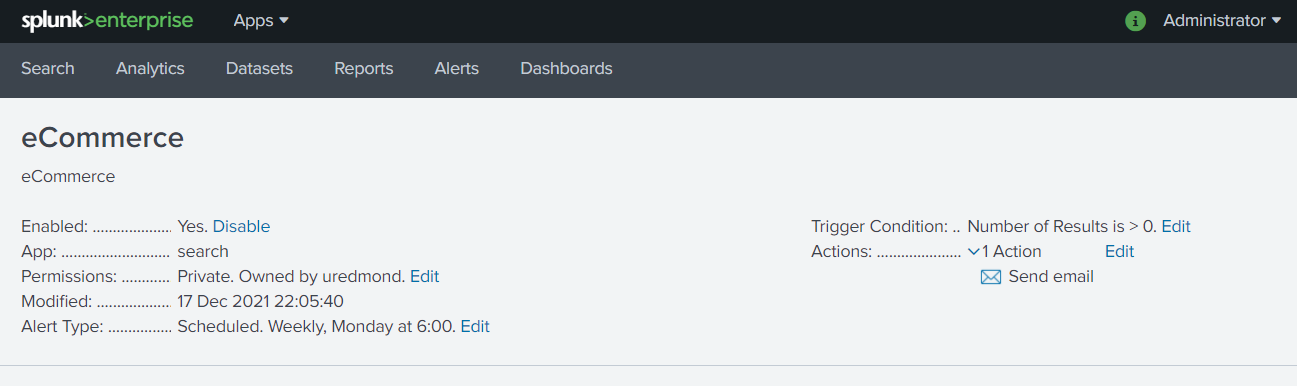 splunk>enterprise Apps i Administrator
Search Analytics Datasets Reports Alerts Dashboards
eCommerce
eCommerce
Enabled: ................... Yes. Disable
App: .......................... search
Permissions: ............ Private. Owned by uredmond. Edit
Modified: .................. 17 Dec 2021 22:05:40
Alert Type: ............... Scheduled. Weekly, Monday at 6:00. Edit
Trigger Condition: .. Number of Results is > 0. Edit
Actions: .................... 1 Action Edit
Send email